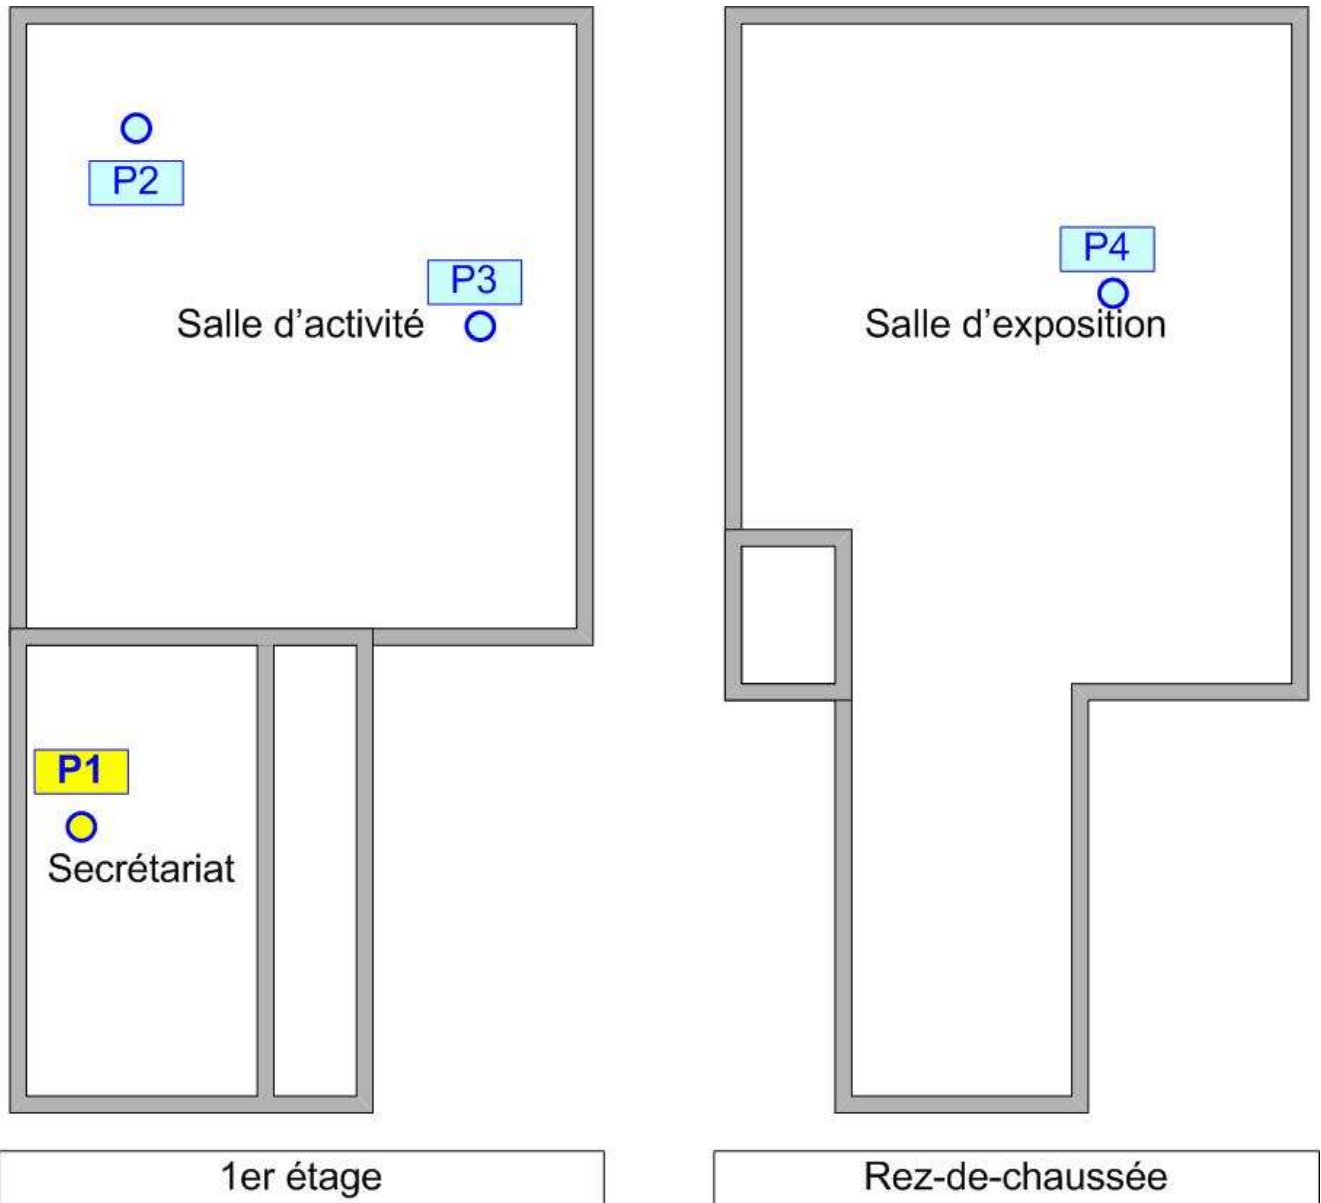 P2
P3
Salle d'activité
P1
Secrétariat
1er étage
P4
Salle d'exposition
Rez-de-chaussée